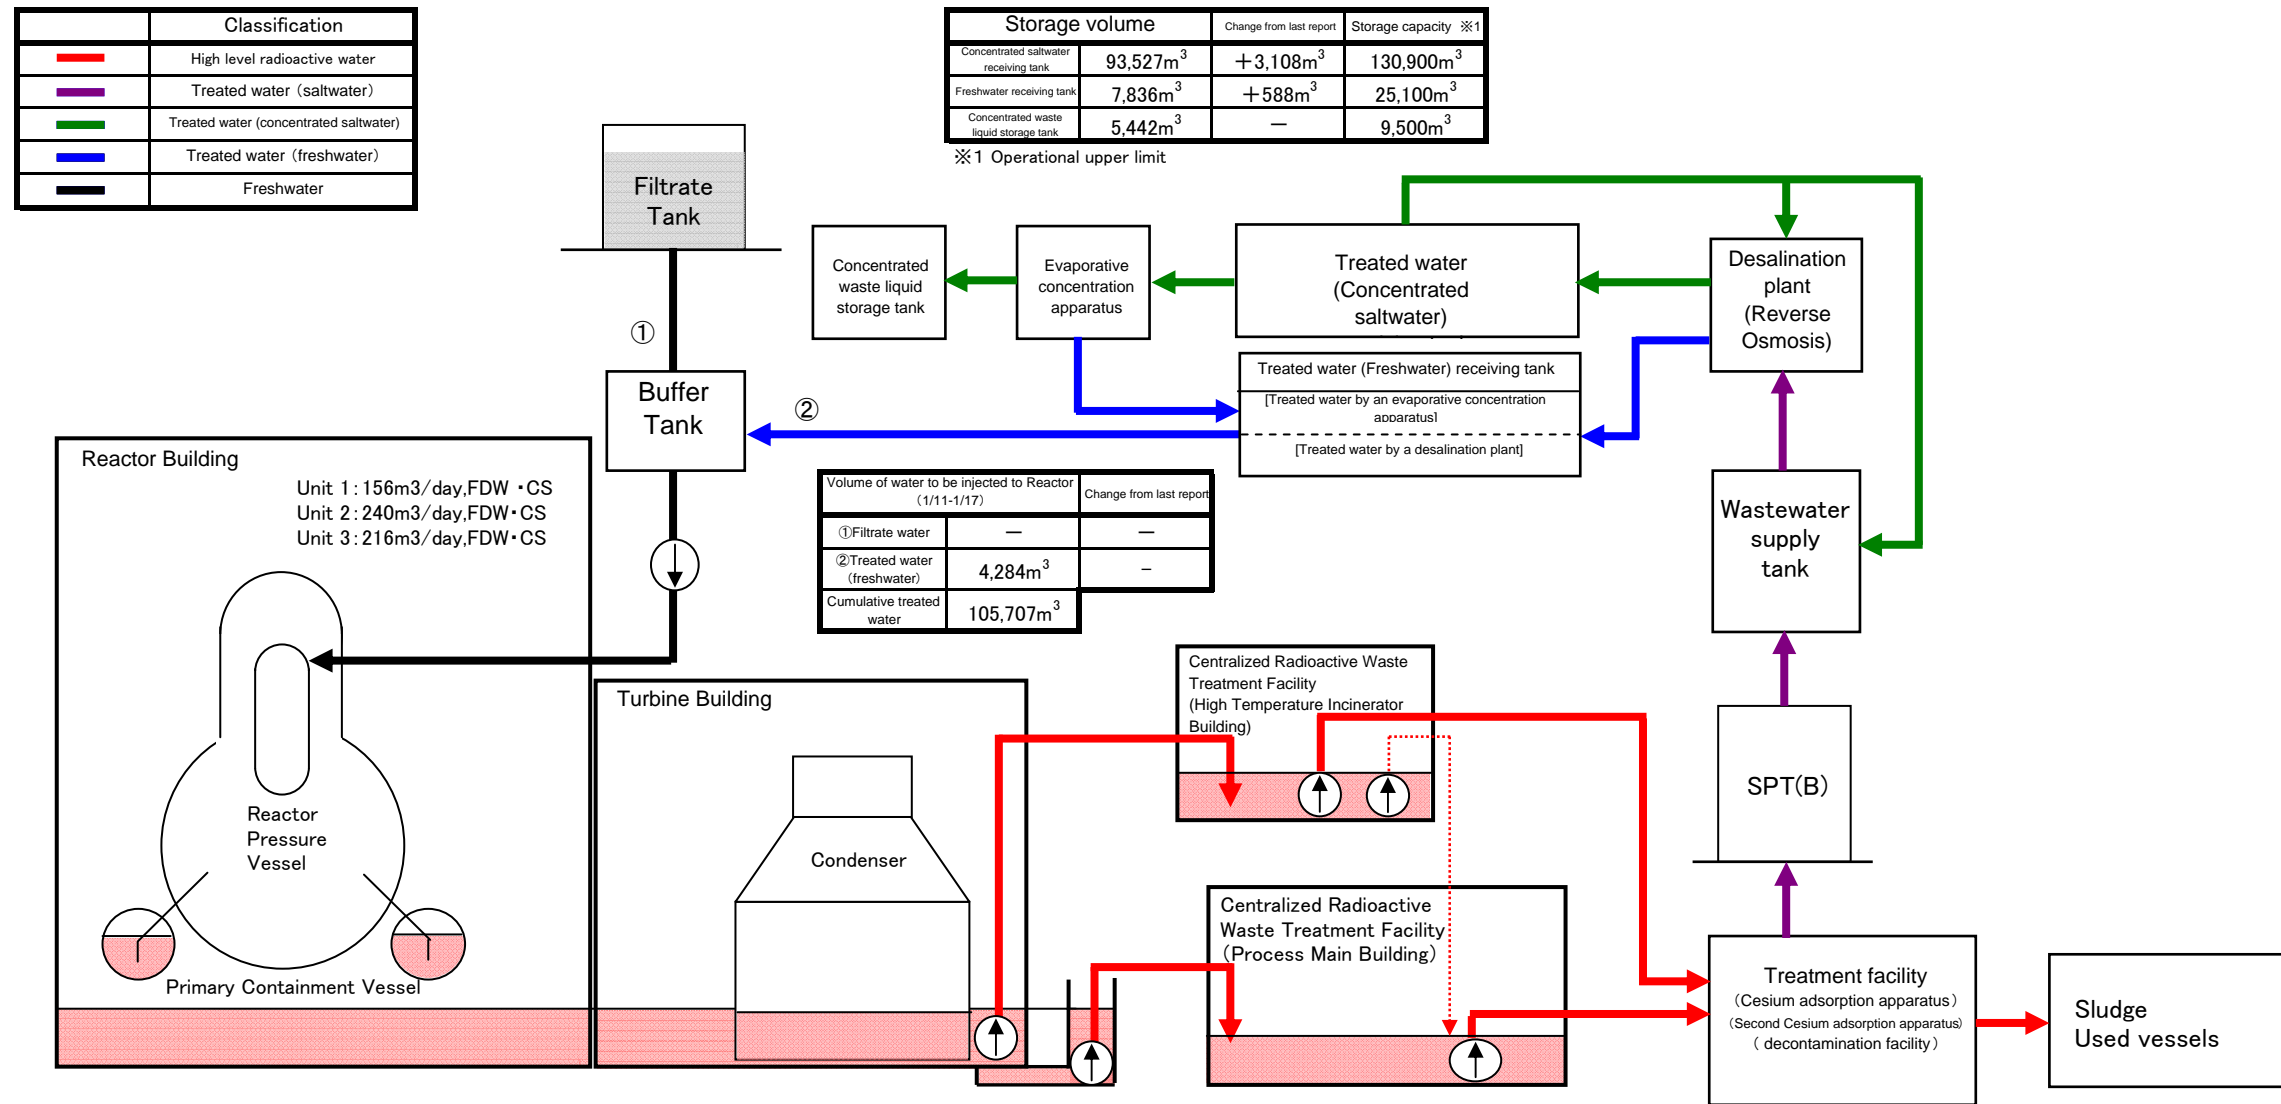 Classification
High level radioactive water
Treated water (saltwater)
Treated water (concentrated saltwater)
Treated water (freshwater)
Freshwater
Storage volume Change from last report Storage capacity ※1
Concentrated saltwater
receiving tank
93,527m3 +3,108m3 130,900m3
Freshwater receiving tank 7,836m3 +588m3 25,100m3
Concentrated waste
liquid storage tank
5,442m3 — 9,500m3
※1 Operational upper limit
Filtrate
Tank
①
Buffer
Tank
②
Concentrated
waste liquid
storage tank
Evaporative
concentration
apparatus
Treated water
(Concentrated
saltwater)
Desalination
plant
(Reverse
Osmosis)
Treated water (Freshwater) receiving tank
[Treated water by an evaporative concentration
apparatus]
[Treated water by a desalination plant]
Wastewater
supply
tank
Volume of water to be injected to Reactor
(1/11-1/17)
Change from last report
①Filtrate water — —
②Treated water
(freshwater)
4,284m3 -
Cumulative treated
water
105,707m3
Reactor Building
Unit 1:156m3/day,FDW・CS
Unit 2:240m3/day,FDW・CS
Unit 3:216m3/day,FDW・CS
Reactor
Pressure
Vessel
Primary Containment Vessel
Turbine Building
Condenser
Centralized Radioactive Waste
Treatment Facility
(High Temperature Incinerator
Building)
Centralized Radioactive
Waste Treatment Facility
(Process Main Building)
SPT(B)
Treatment facility
(Cesium adsorption apparatus)
(Second Cesium adsorption apparatus)
( decontamination facility)
Sludge
Used vessels